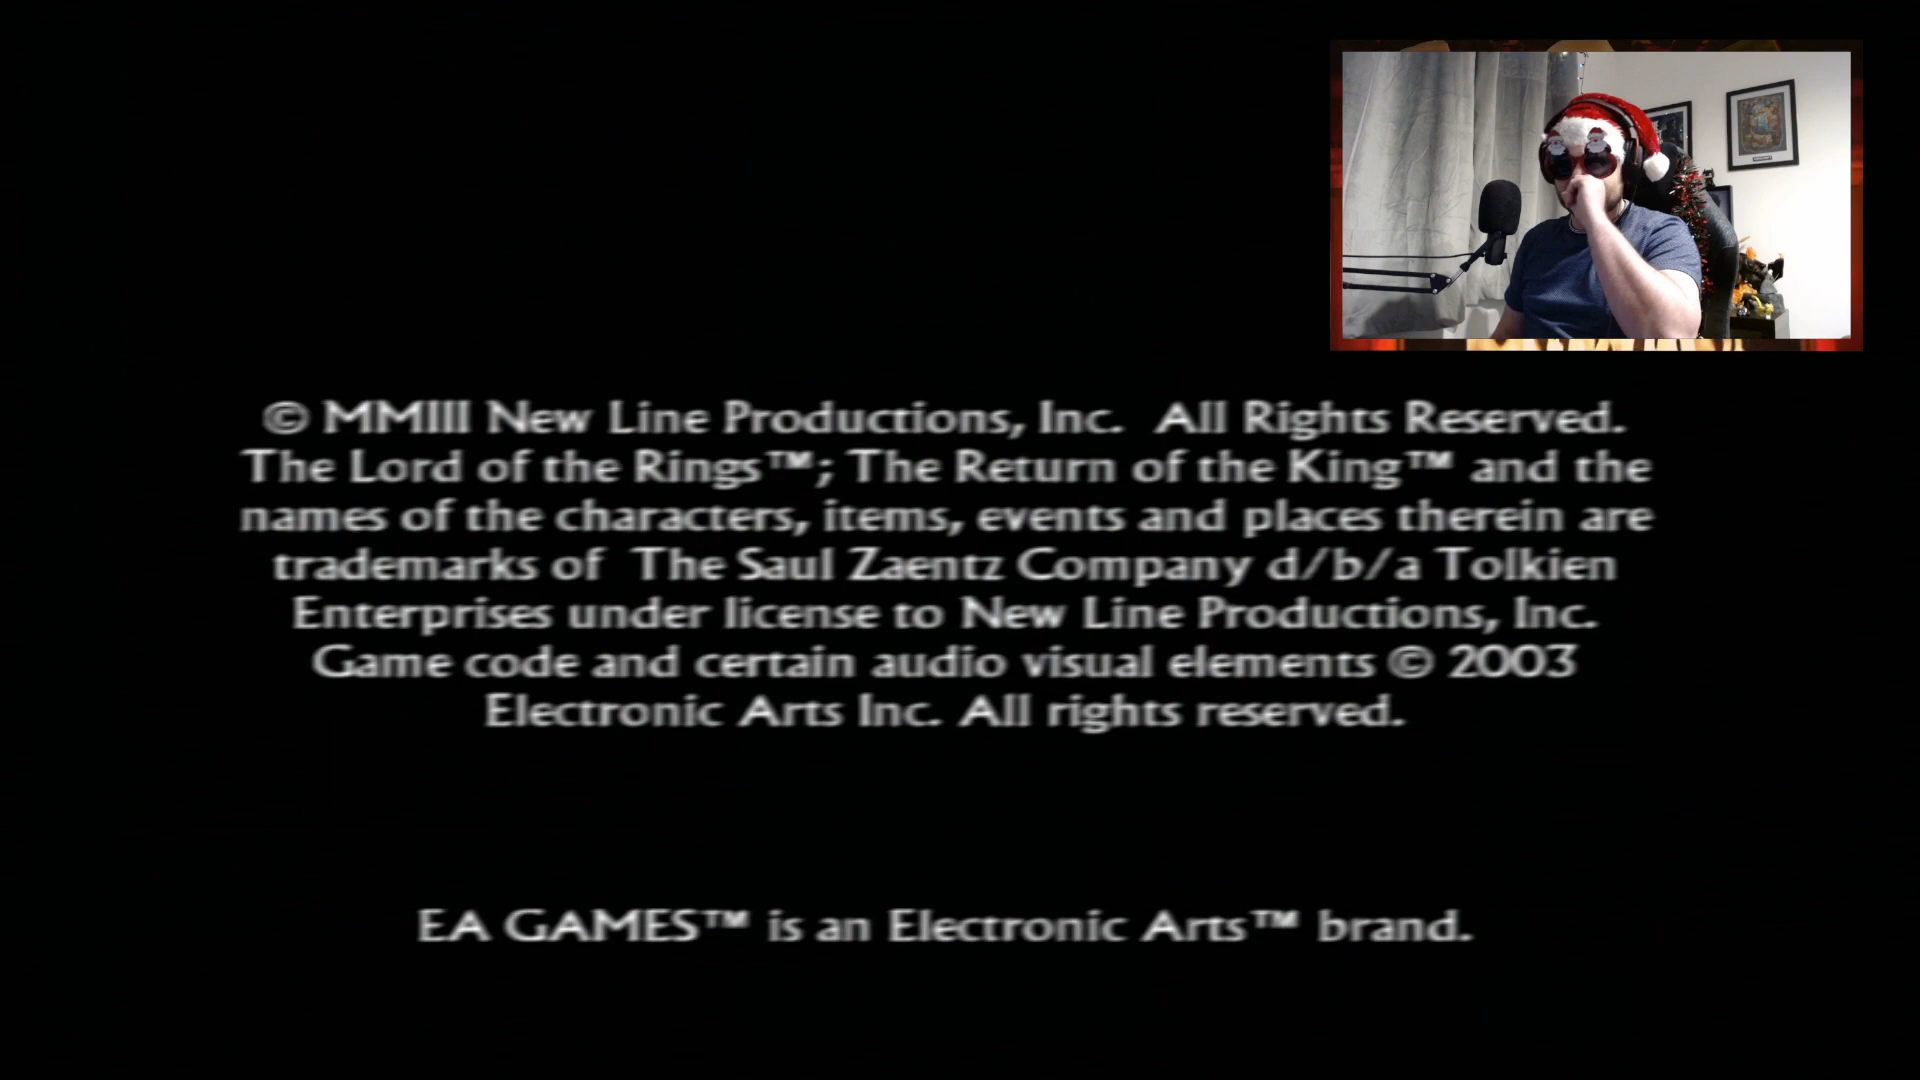 © MMIII New Line Productions, Inc.  All Rights Reserved.
The Lord of the Rings™; The Return of the King™ and the
names of the characters, items, events and places therein are
trademarks of  The Saul Zaentz Company d/b/a Tolkien
Enterprises under license to New Line Productions, Inc.
Game code and certain audio visual elements © 2003
Electronic Arts Inc. All rights reserved.
EA GAMES™ is an Electronic Arts™ brand.